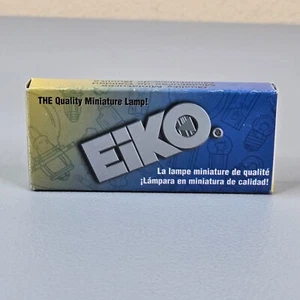 THE Quality Miniature Lamp!
EiKO
La lampe miniature de qualité
¡Lámpara en miniatura de calidad!